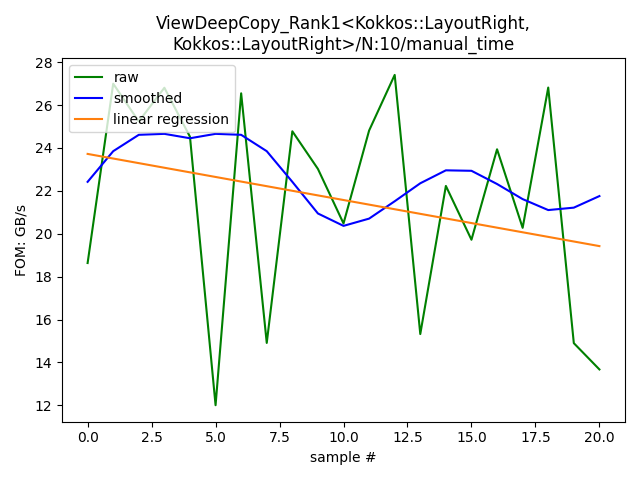 ViewDeepCopy_Rank1<Kokkos::LayoutRight,
Kokkos::LayoutRight>/N:10/manual_time
raw
smoothed
linear regression
FOM: GB/s
28
26
24
22
20
18
16
14
12
0.0 2.5 5.0 7.5 10.0 12.5 15.0 17.5 20.0
sample #